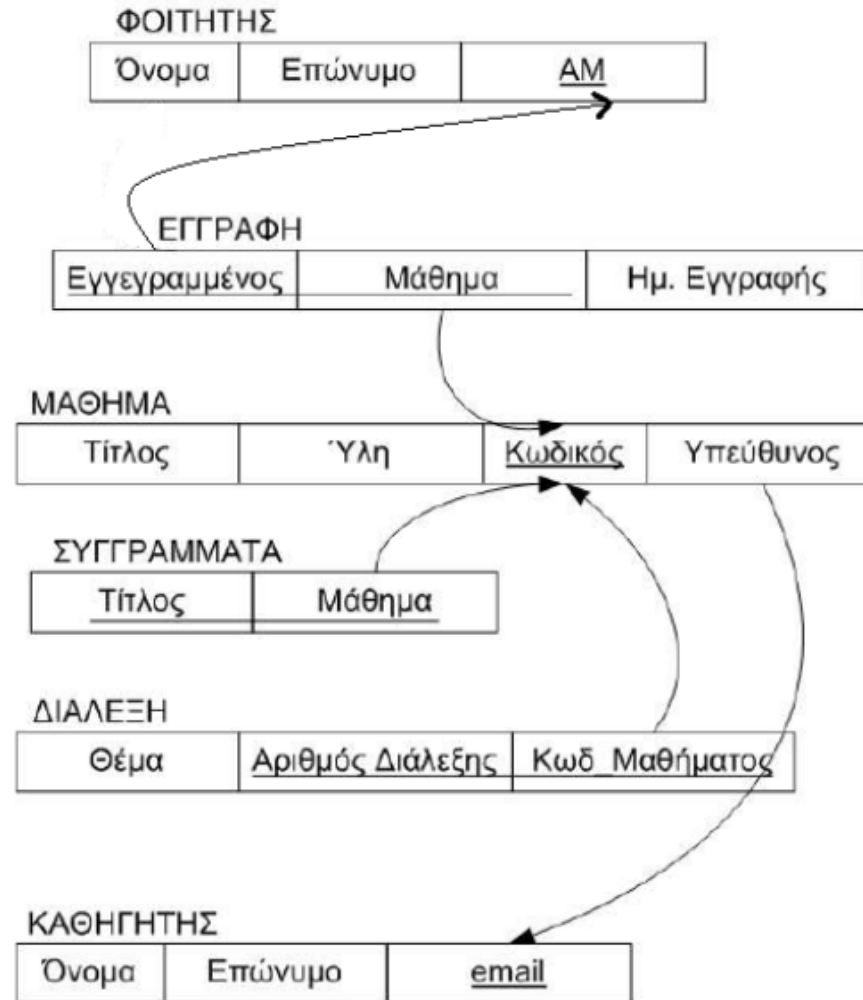 ΦΟΙΤΗΤΗΣ
Όνομα Επώνυμο ΑΜ
ΕΓΓΡΑΦΗ
Εγγεγραμμένος Μάθημα Ημ. Εγγραφής
ΜΑΘΗΜΑ
Τίτλος Ύλη Κωδικός Υπεύθυνος
ΣΥΓΓΡΑΜΜΑΤΑ
Τίτλος Μάθημα
ΔΙΑΛΕΞΗ
Θέμα Αριθμός Διάλεξης Κωδ_Μαθήματος
ΚΑΘΗΓΗΤΗΣ
Όνομα Επώνυμο email